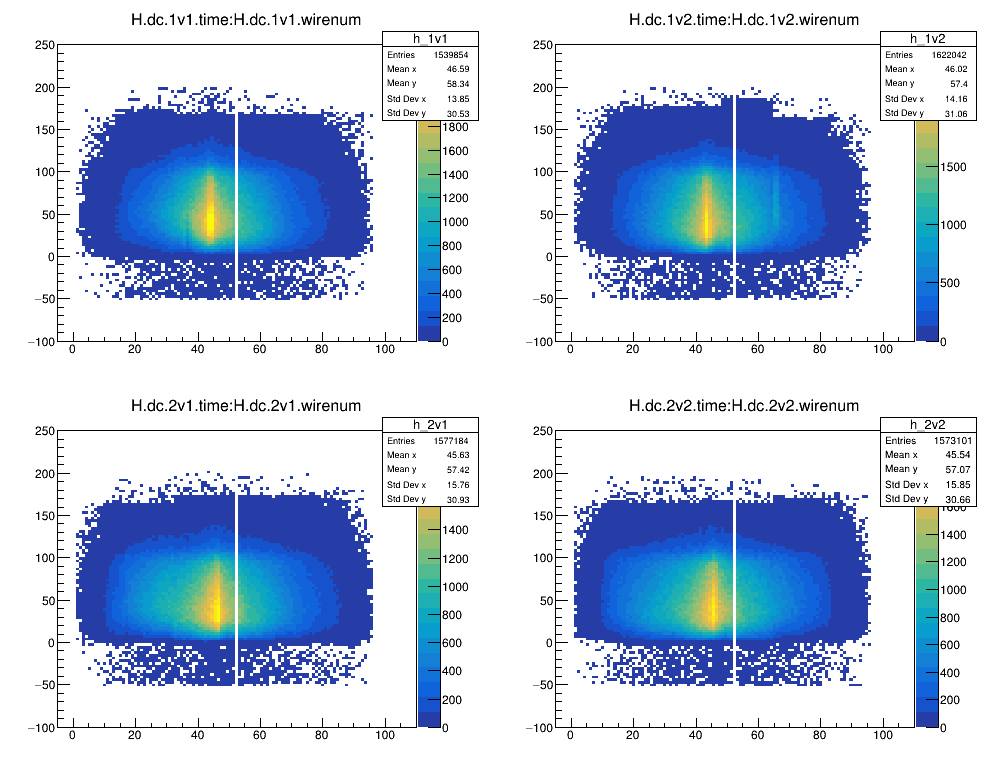 H.dc.1v1.time:H.dc.1v1.wirenum
h_1v1
Entries 1539854
Mean x 46.59
Mean y 58.34
Std Dev x 13.85
Std Dev y 30.53
250
200
150
100
50
0
−50
−100
0 20 40 60 80 100
1800
1600
1400
1200
1000
800
600
400
200
0
H.dc.1v2.time:H.dc.1v2.wirenum
h_1v2
Entries 1622042
Mean x 46.02
Mean y 57.4
Std Dev x 14.16
Std Dev y 31.06
250
200
150
100
50
0
−50
−100
0 20 40 60 80 100
1500
1000
500
0
H.dc.2v1.time:H.dc.2v1.wirenum
h_2v1
Entries 1577184
Mean x 45.63
Mean y 57.42
Std Dev x 15.76
Std Dev y 30.93
250
200
150
100
50
0
−50
−100
0 20 40 60 80 100
1400
1200
1000
800
600
400
200
0
H.dc.2v2.time:H.dc.2v2.wirenum
h_2v2
Entries 1573101
Mean x 45.54
Mean y 57.07
Std Dev x 15.85
Std Dev y 30.66
250
200
150
100
50
0
−50
−100
0 20 40 60 80 100
1600
1400
1200
1000
800
600
400
200
0